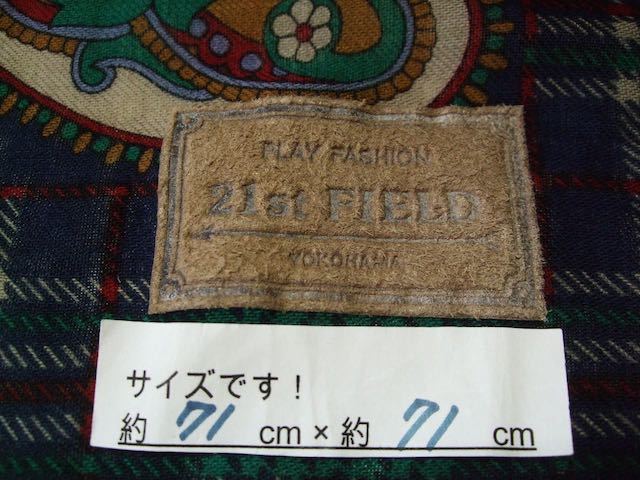 PLAY FASHION
21st FIELD
YOKOHAMA
サイズです！
約 71 cm×約 71 cm